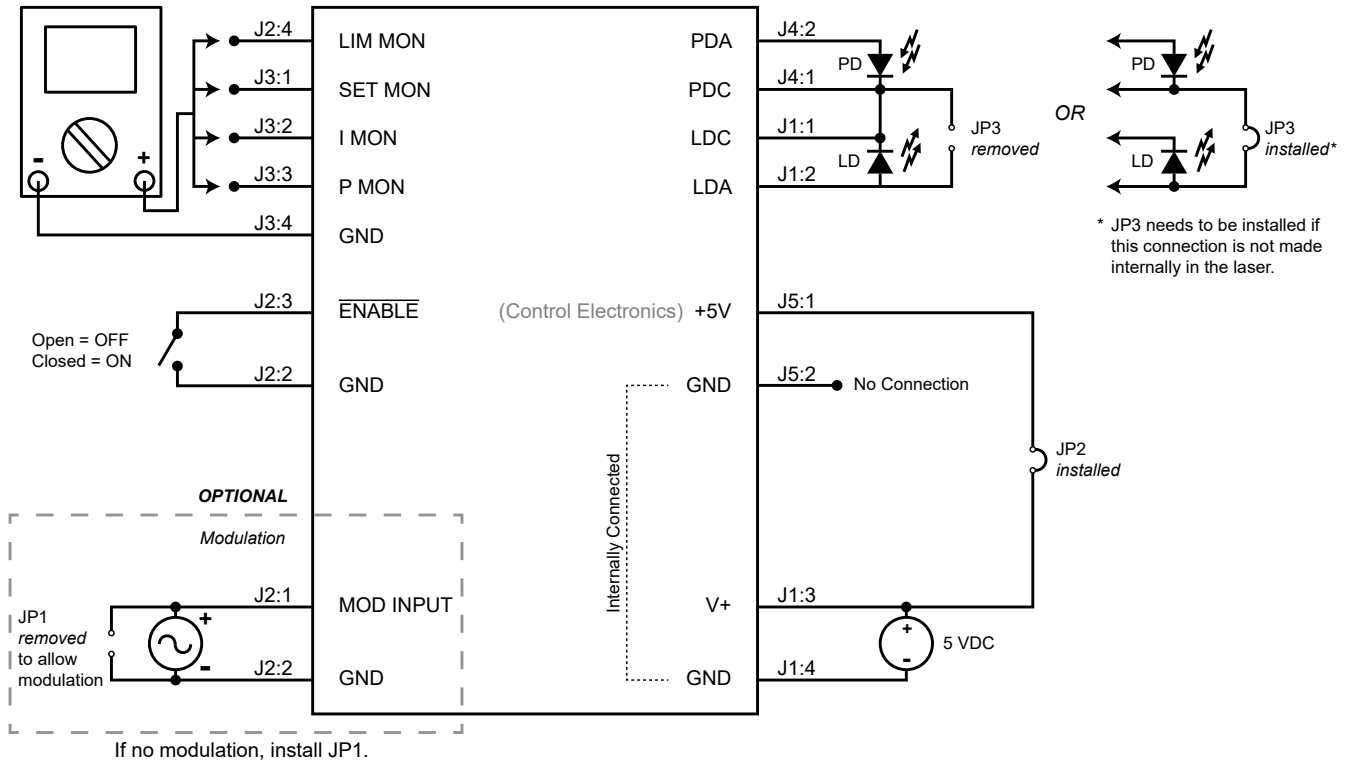 J2:4
LIM MON
J3:1
SET MON
J3:2
I MON
J3:3
P MON
J3:4
GND
-
+
PDA
J4:2
PD
PDC
J4:1
LDC
J1:1
LD
LDA
J1:2
JP3
removed
OR
PD
LD
JP3
installed*
* JP3 needs to be installed if
this connection is not made
internally in the laser.
Open = OFF
Closed = ON
J2:3
ENABLE
J2:2
GND
(Control Electronics) +5V
J5:1
GND
J5:2
No Connection
Internally Connected
JP2
installed
OPTIONAL
Modulation
JP1
removed
to allow
modulation
J2:1
MOD INPUT
+
-
J2:2
GND
V+
J1:3
+
-
5 VDC
GND
J1:4
If no modulation, install JP1.